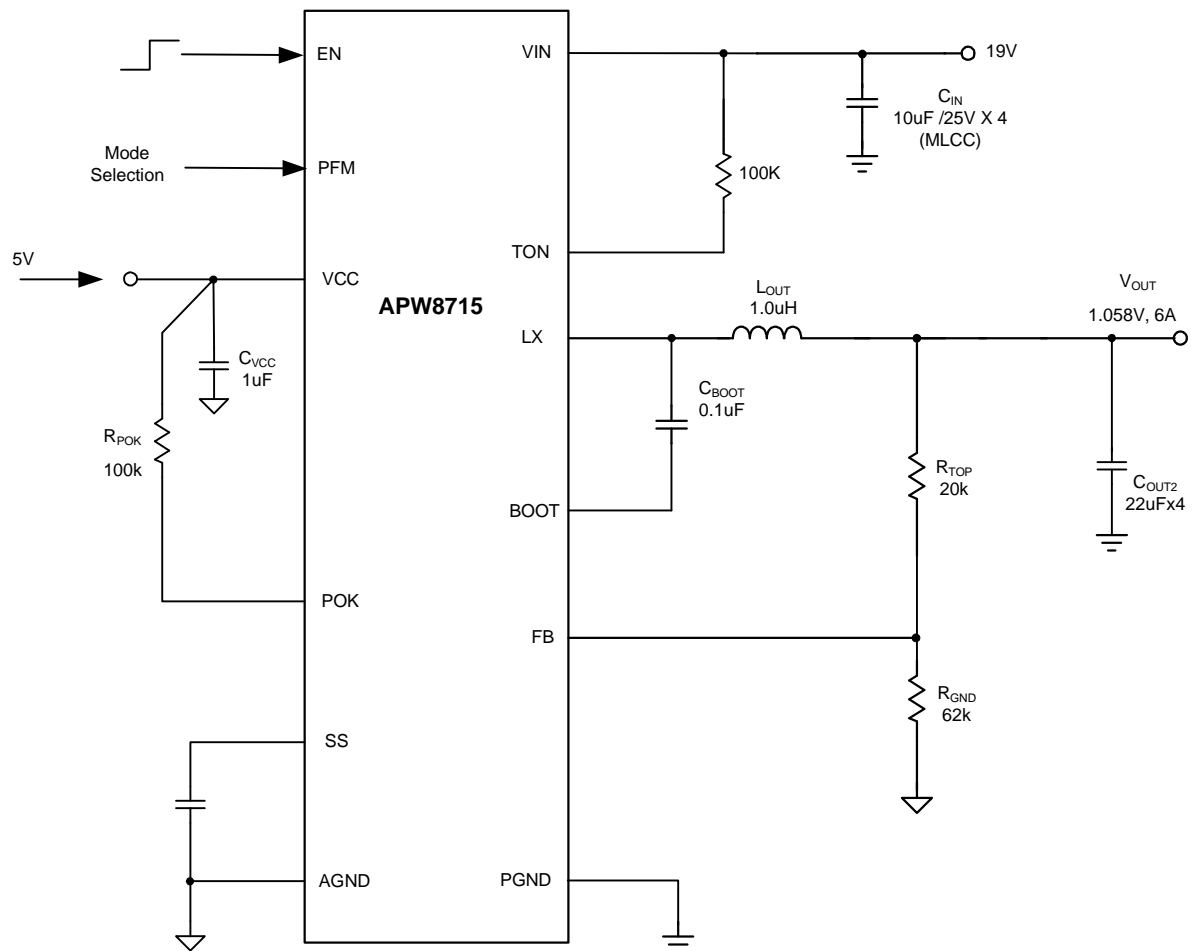 EN
VIN
19V
C_IN
10uF /25V X 4
(MLCC)
Mode
Selection
PFM
100K
TON
5V
VCC
APW8715
L_OUT
1.0uH
V_OUT
1.058V, 6A
LX
C_VCC
1uF
C_BOOT
0.1uF
R_POK
100k
R_TOP
20k
C_OUT2
22uFx4
BOOT
POK
FB
R_GND
62k
SS
AGND
PGND